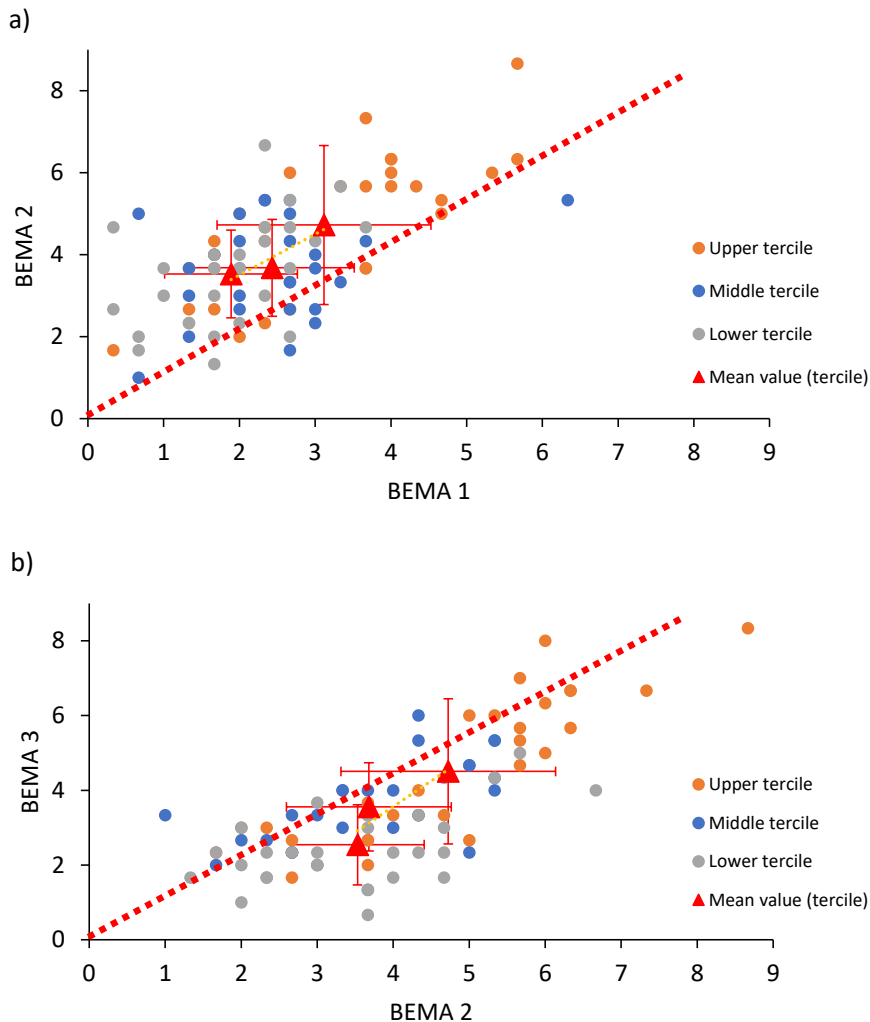 a)
8
6
4
2
0
BEMA 2
0 1 2 3 4 5 6 7 8 9
BEMA 1
Upper tercile
Middle tercile
Lower tercile
Mean value (tercile)
b)
8
6
4
2
0
BEMA 3
0 1 2 3 4 5 6 7 8 9
BEMA 2
Upper tercile
Middle tercile
Lower tercile
Mean value (tercile)